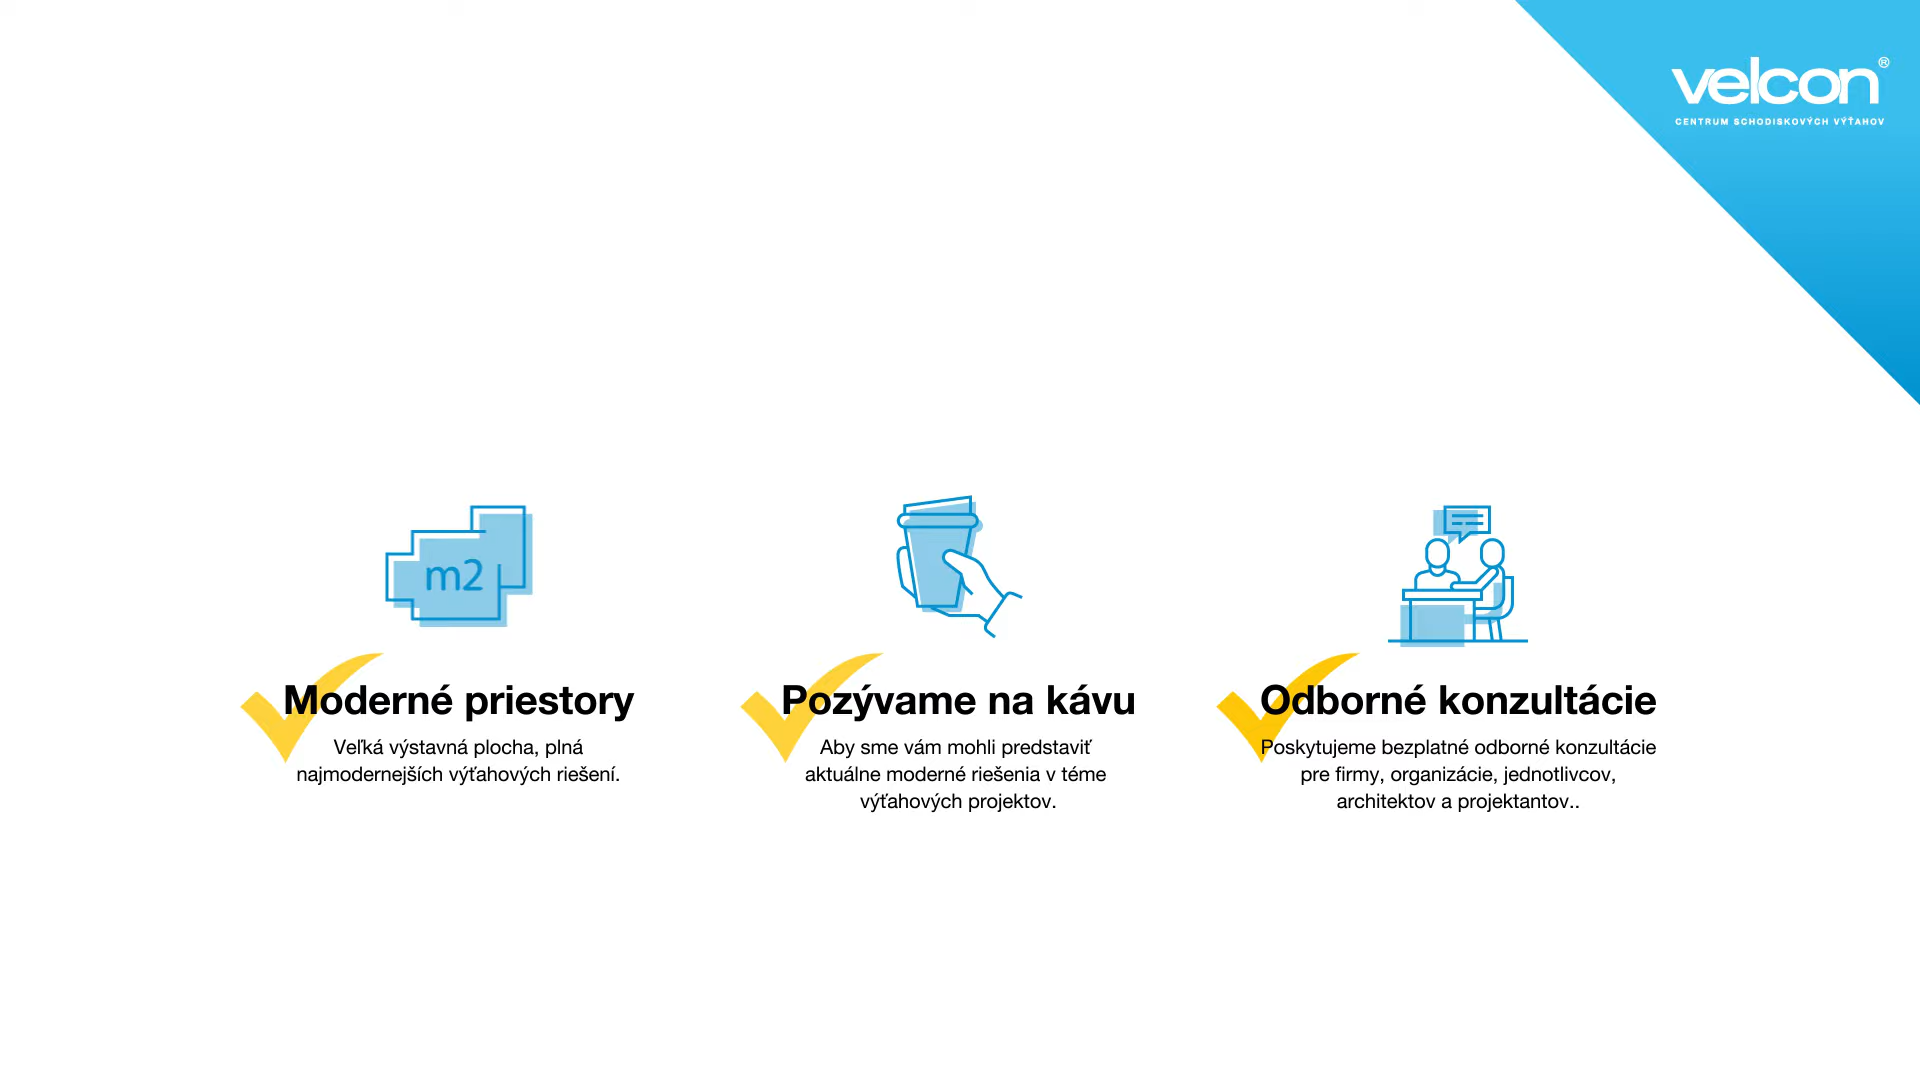 velcon®
CENTRUM SCHODISKOVÝCH VÝŤAHOV
m2
Moderné priestory
Veľká výstavná plocha, plná
najmodernejších výťahových riešení.
Pozývame na kávu
Aby sme vám mohli predstaviť
aktuálne moderné riešenia v téme
výťahových projektov.
Odborné konzultácie
Poskytujeme bezplatné odborné konzultácie
pre firmy, organizácie, jednotlivcov,
architektov a projektantov..